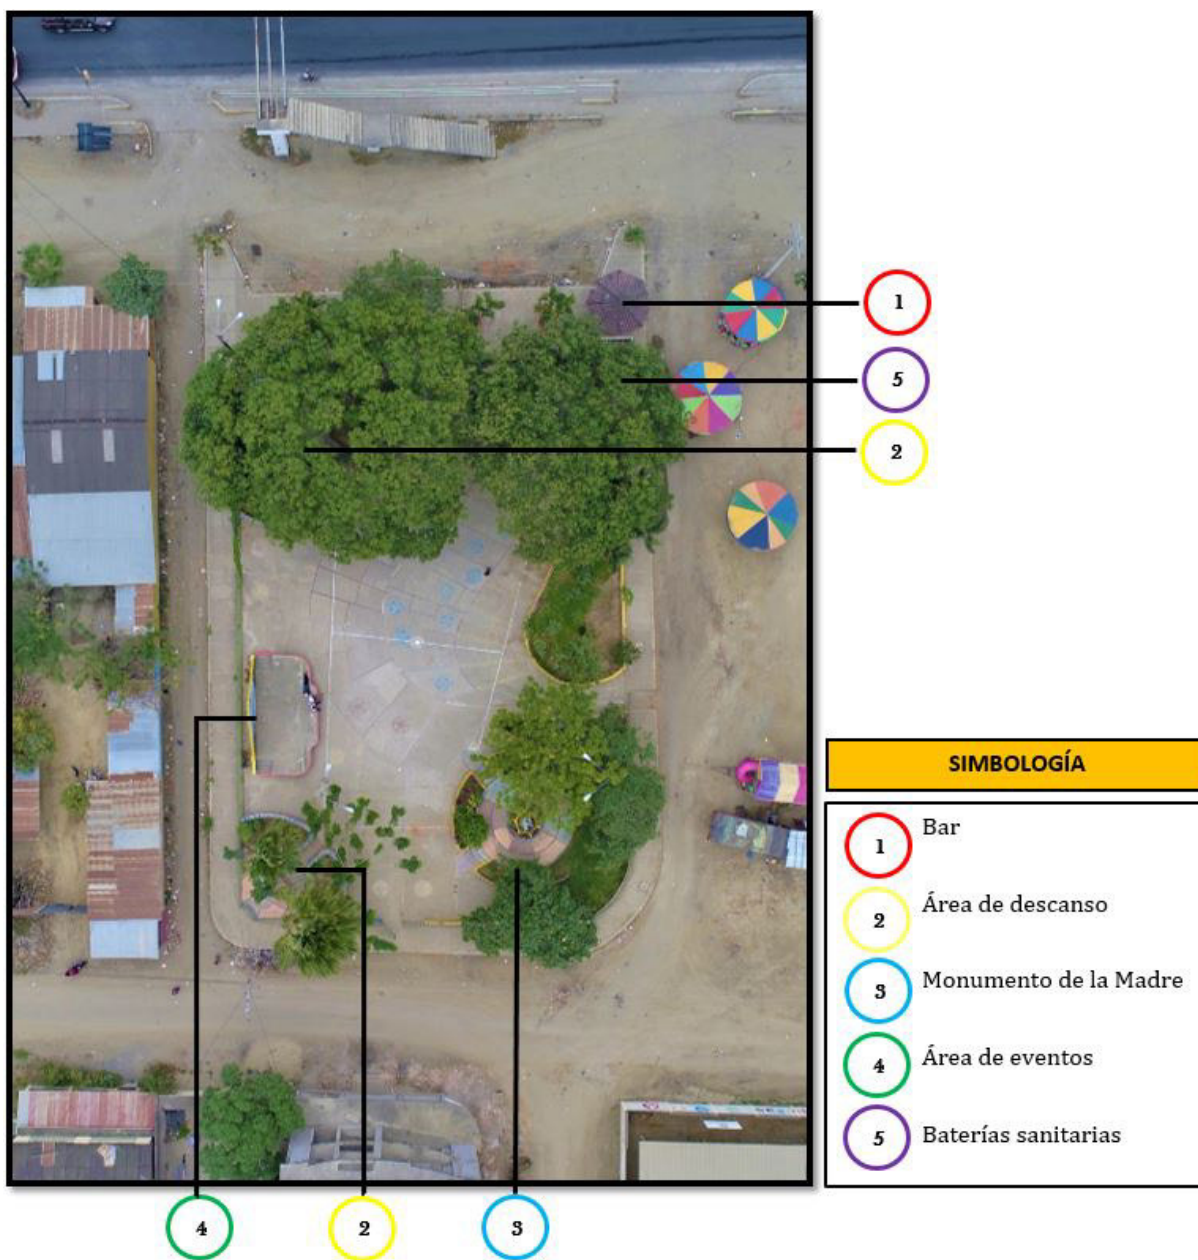 1
5
2
SIMBOLOGÍA
1 Bar
2 Área de descanso
3 Monumento de la Madre
4 Área de eventos
5 Baterías sanitarias
4 2 3